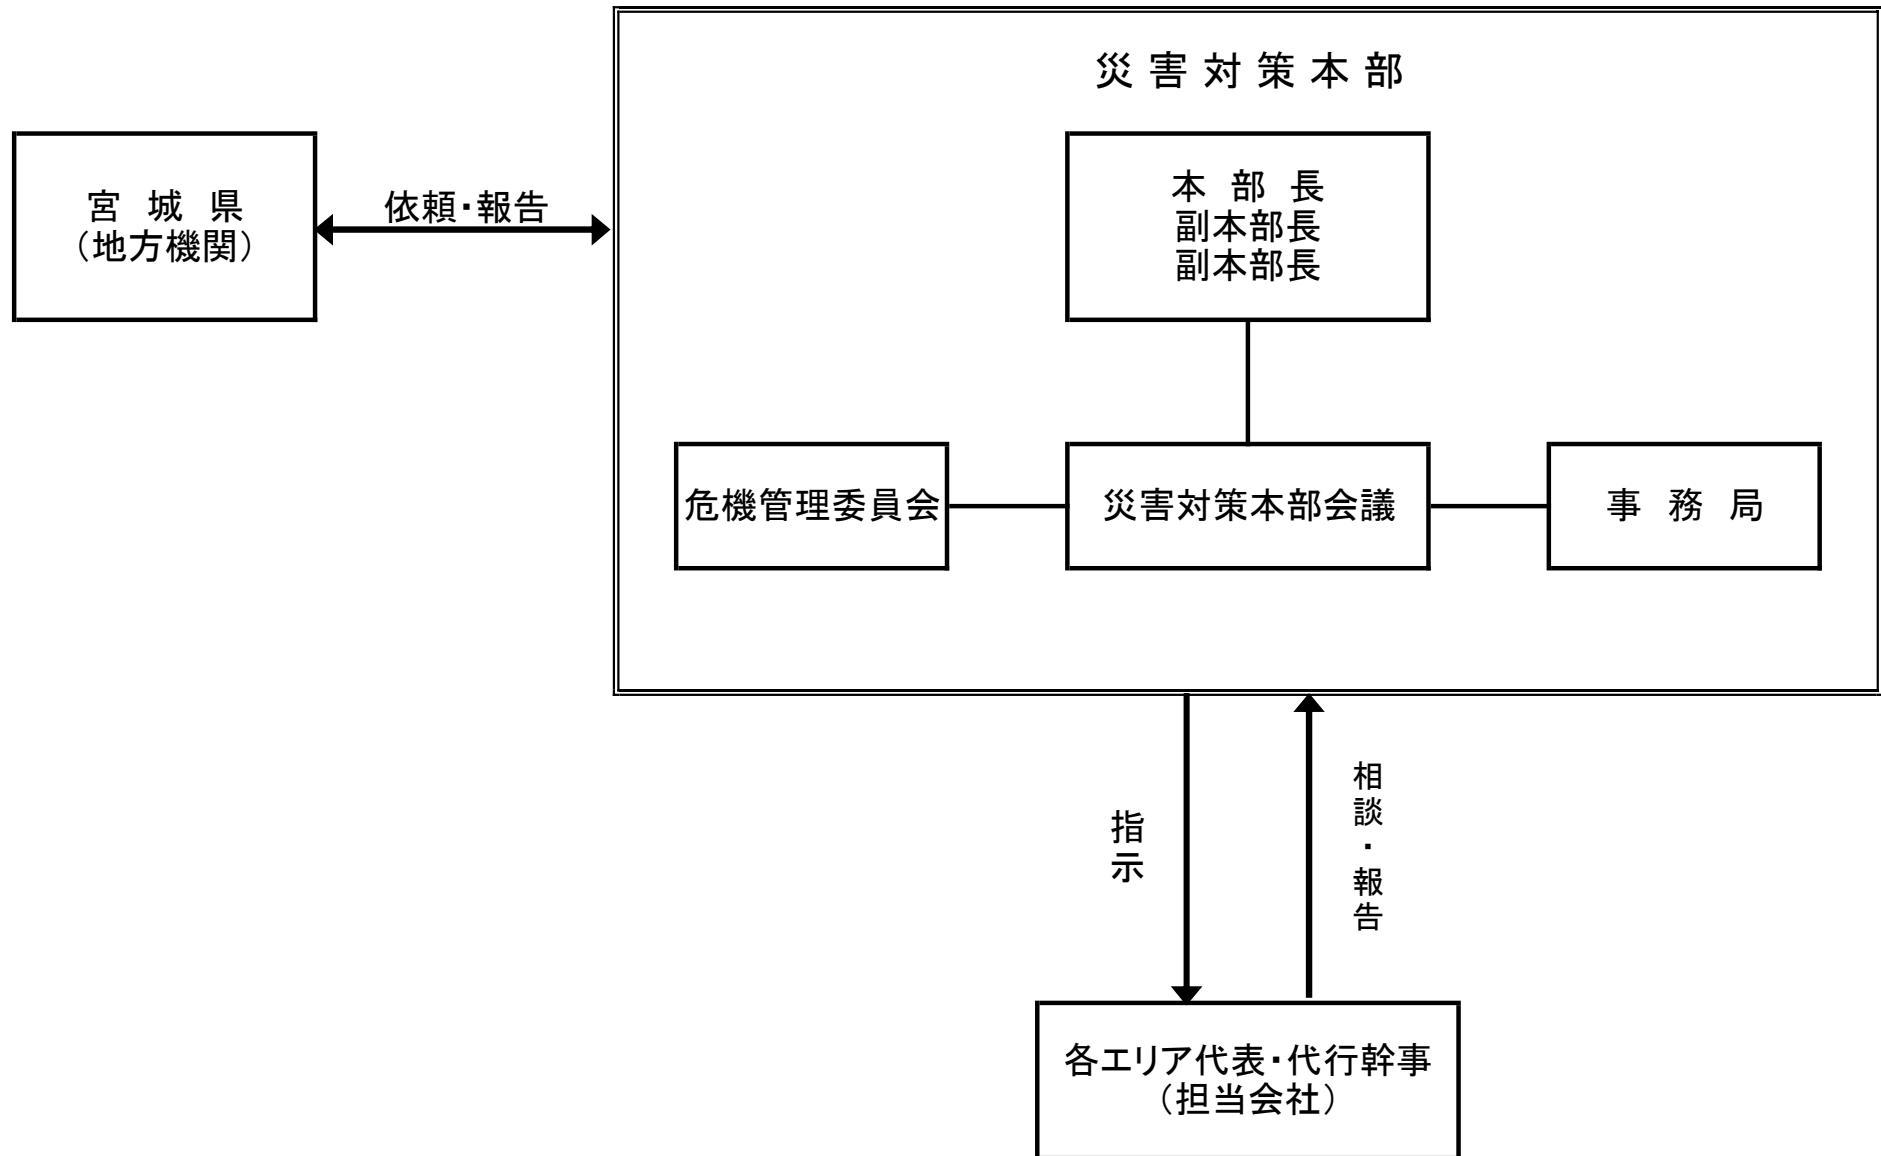 災害対策本部
宮城県
（地方機関）
依頼・報告
本部長
副本部長
副本部長
危機管理委員会
災害対策本部会議
事務局
指示
相談・報告
各エリア代表・代行幹事
（担当会社）